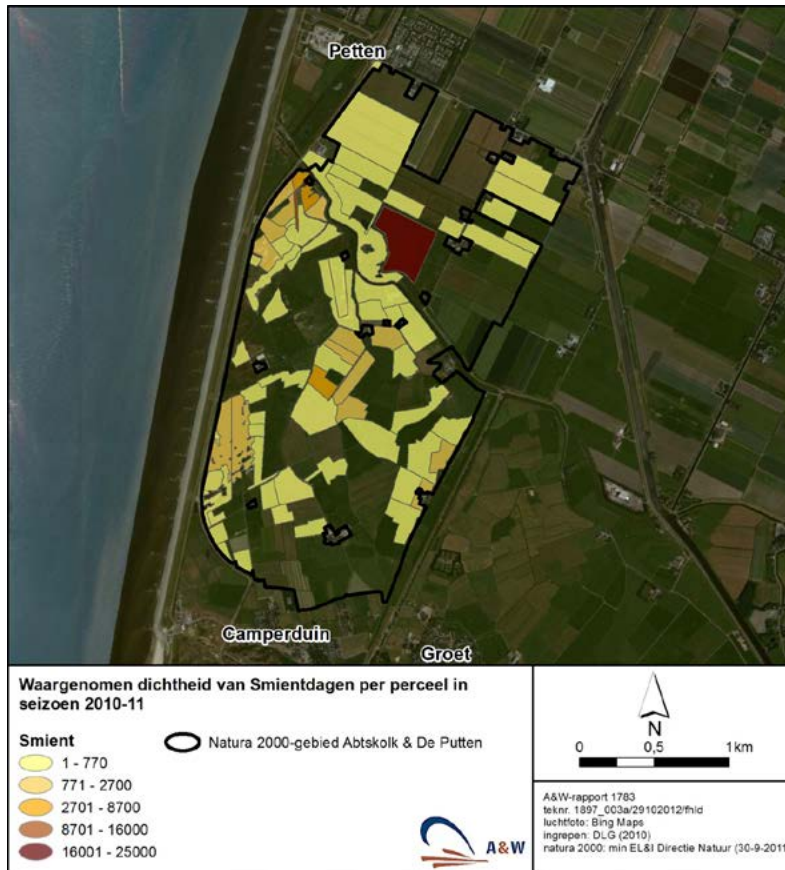 Petten
Camperduin
Groet
Waargenomen dichtheid van Smientdagen per perceel in
seizoen 2010-11
Smient
Natura 2000-gebied Abtskolk & De Putten
1 - 770
771 - 2700
2701 - 8700
8701 - 16000
16001 - 25000
A&W
N
0 0,5 1km
A&W-rapport 1783
teknr. 1897_003a/29102012/fhld
luchtfoto: Bing Maps
ingrepen: DLG (2010)
natura 2000: min EL&I Directie Natuur (30-9-2011